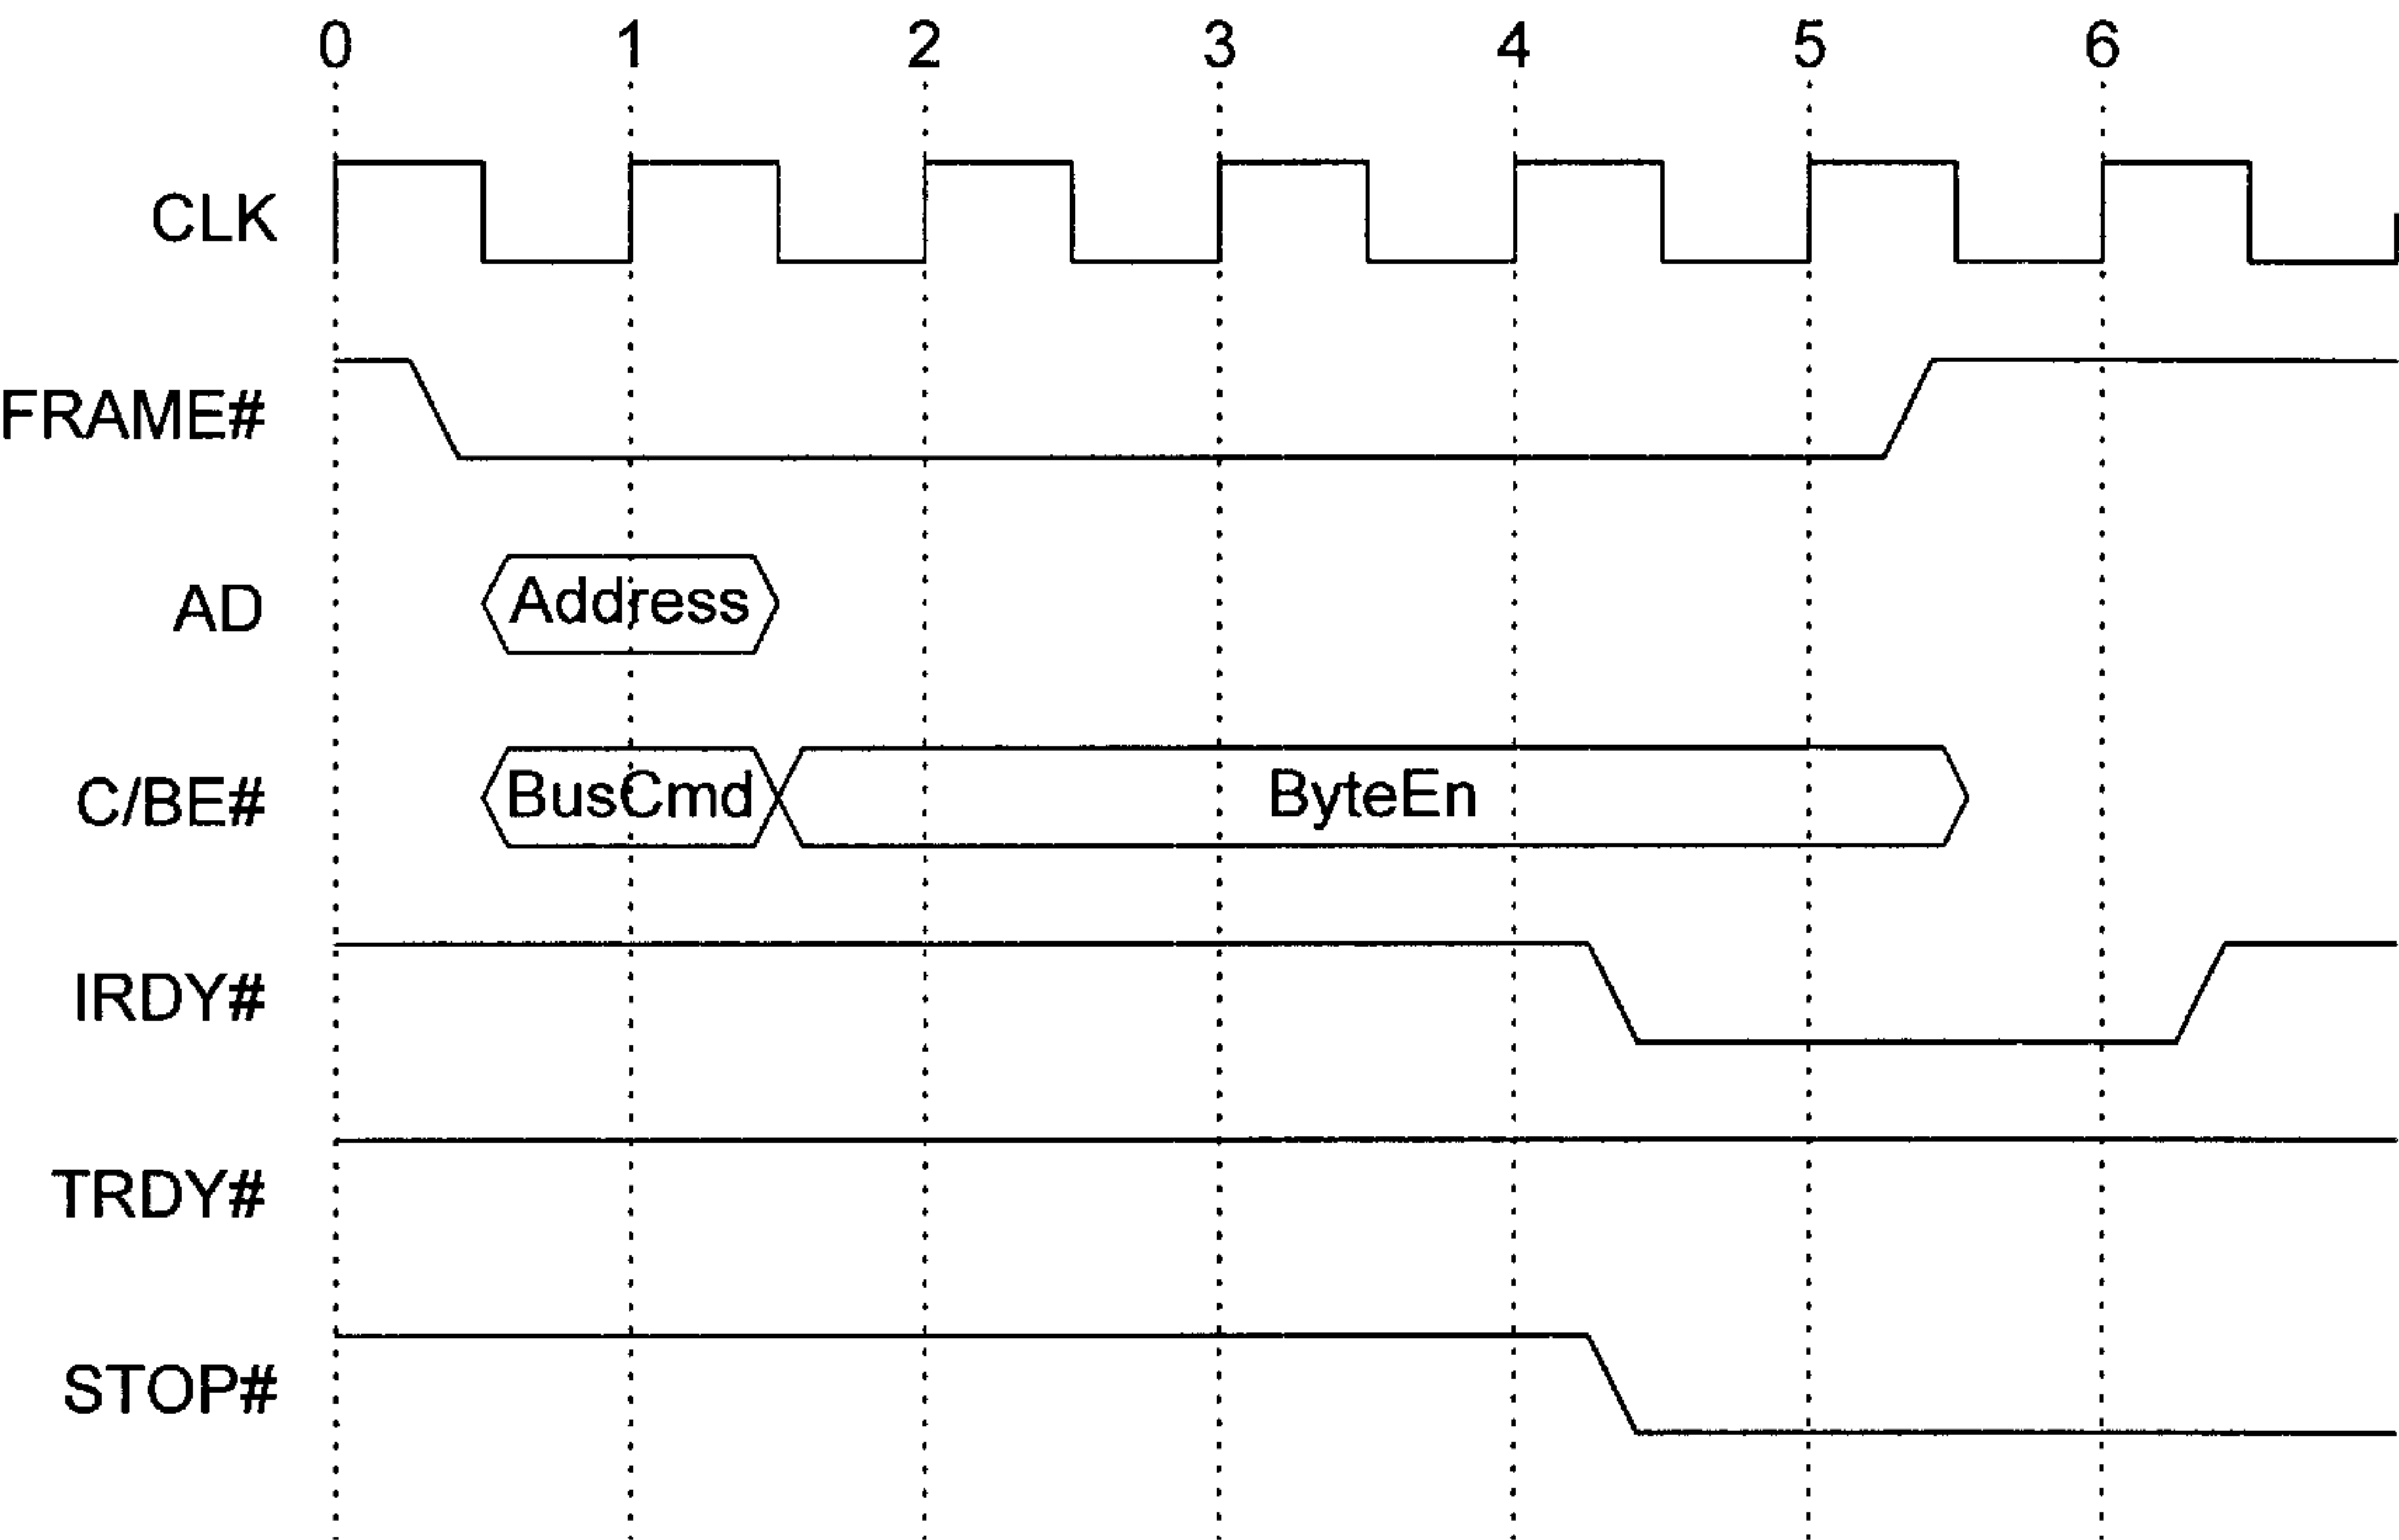 0 1 2 3 4 5 6
CLK
FRAME#
AD Address
C/BE# BusCmd ByteEn
IRDY#
TRDY#
STOP#